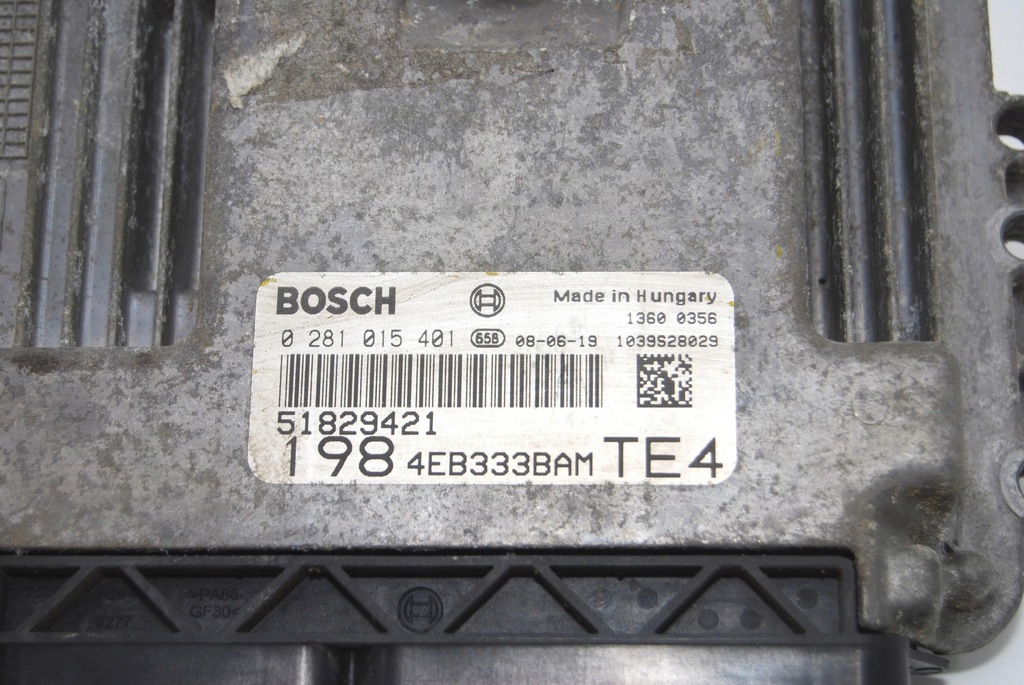 BOSCH Made in Hungary
1360 0356
0 281 015 401 65B 08-06-19 1039S28029
51829421
198 4EB333BAM TE4
>PA66
GF30<